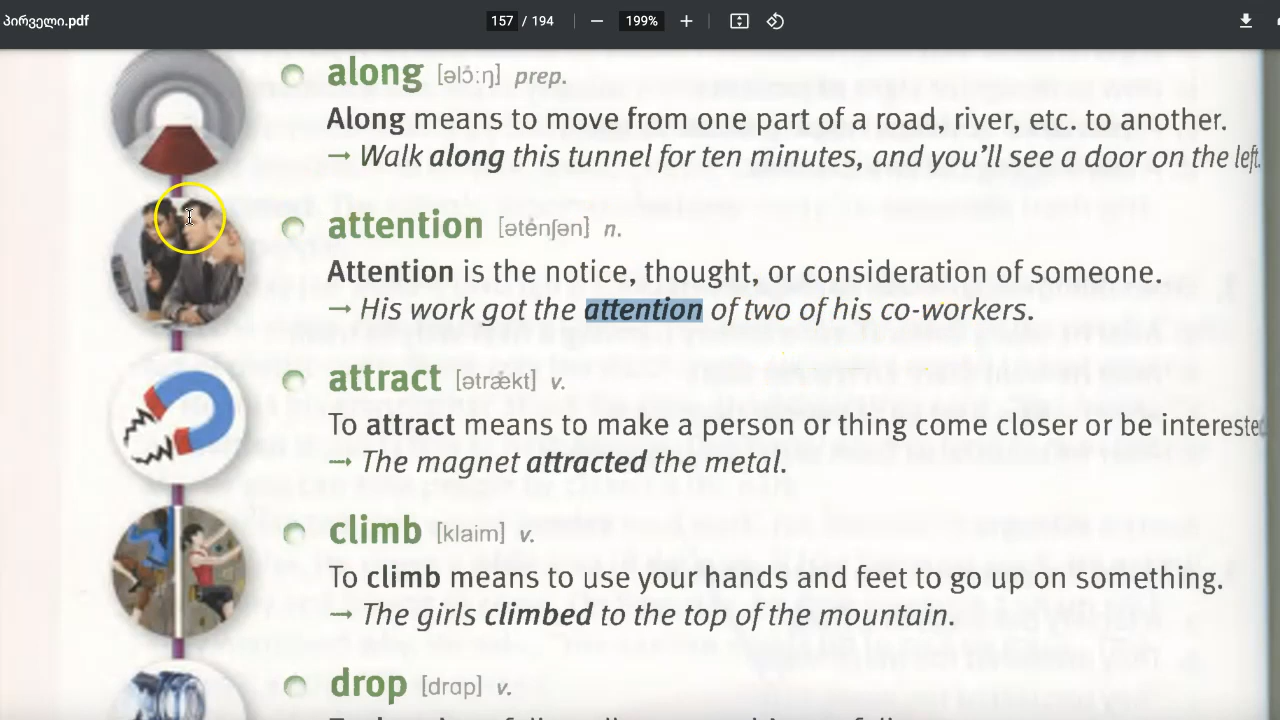 პირველი.pdf
157 / 194
199%
along [əlɔ́ːŋ] prep.
Along means to move from one part of a road, river, etc. to another.
→ Walk along this tunnel for ten minutes, and you’ll see a door on the left.
attention [əténʃən] n.
Attention is the notice, thought, or consideration of someone.
→ His work got the attention of two of his co-workers.
attract [ətrǽkt] v.
To attract means to make a person or thing come closer or be interested
→ The magnet attracted the metal.
climb [klaim] v.
To climb means to use your hands and feet to go up on something.
→ The girls climbed to the top of the mountain.
drop [drɑp] v.